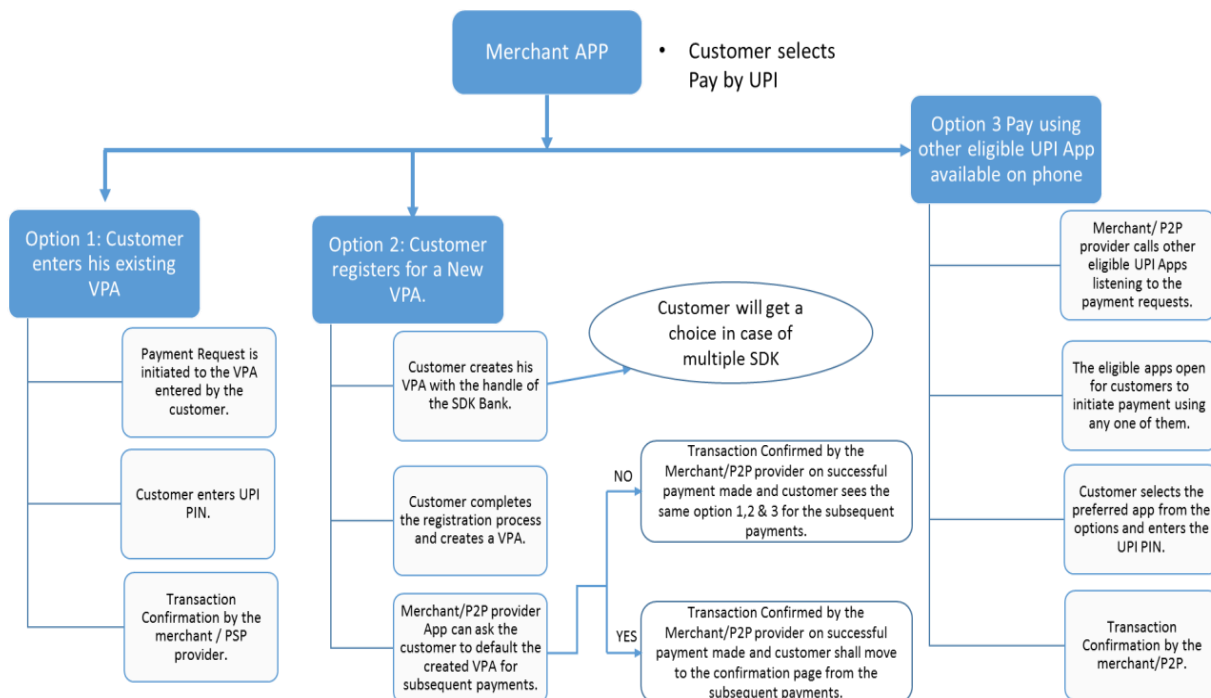 Merchant APP
• Customer selects
Pay by UPI
Option 1: Customer
enters his existing
VPA
Payment Request is
initiated to the VPA
entered by the
customer.
Customer enters UPI
PIN.
Transaction
Confirmation by the
merchant / PSP
provider.
Option 2: Customer
registers for a New
VPA.
Customer creates his
VPA with the handle of
the SDK Bank.
Customer will get a
choice in case of
multiple SDK
Customer completes
the registration process
and creates a VPA.
Merchant/P2P provider
App can ask the
customer to default the
created VPA for
subsequent payments.
NO
Transaction Confirmed by the
Merchant/P2P provider on successful
payment made and customer sees the
same option 1,2 & 3 for the subsequent
payments.
YES
Transaction Confirmed by the
Merchant/P2P provider on successful
payment made and customer shall move
to the confirmation page from the
subsequent payments.
Option 3 Pay using
other eligible UPI App
available on phone
Merchant/ P2P
provider calls other
eligible UPI Apps
listening to the
payment requests.
The eligible apps open
for customers to
initiate payment using
any one of them.
Customer selects the
preferred app from the
options and enters the
UPI PIN.
Transaction
Confirmation by the
merchant/P2P.